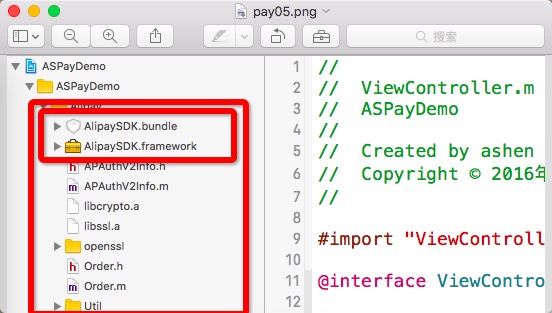 pay05.png
搜索
ASPayDemo
ASPayDemo
Alipay
AlipaySDK.bundle
AlipaySDK.framework
APAuthV2Info.h
APAuthV2Info.m
libcrypto.a
libssl.a
openssl
Order.h
Order.m
Util
1 //
2 // ViewController.m
3 // ASPayDemo
4 //
5 // Created by ashen
6 // Copyright © 2016年
7 //
8
9 #import "ViewControll
10
11 @interface ViewContro
12